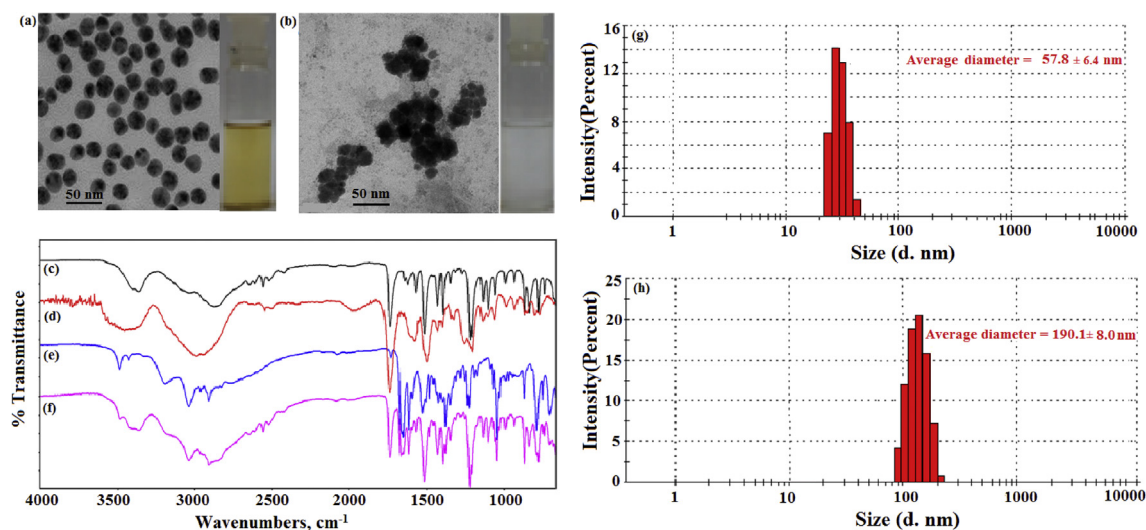 (a)
50 nm
(b)
50 nm
(c)
(d)
(e)
(f)
% Transmittance
4000 3500 3000 2500 2000 1500 1000
Wavenumbers, cm-1
(g)
Average diameter = 57.8 ± 6.4 nm
Intensity(Percent)
16
12
8
4
0
1 10 100 1000 10000
Size (d. nm)
(h)
Average diameter = 190.1± 8.0 nm
Intensity(Percent)
25
20
15
10
5
0
1 10 100 1000 10000
Size (d. nm)